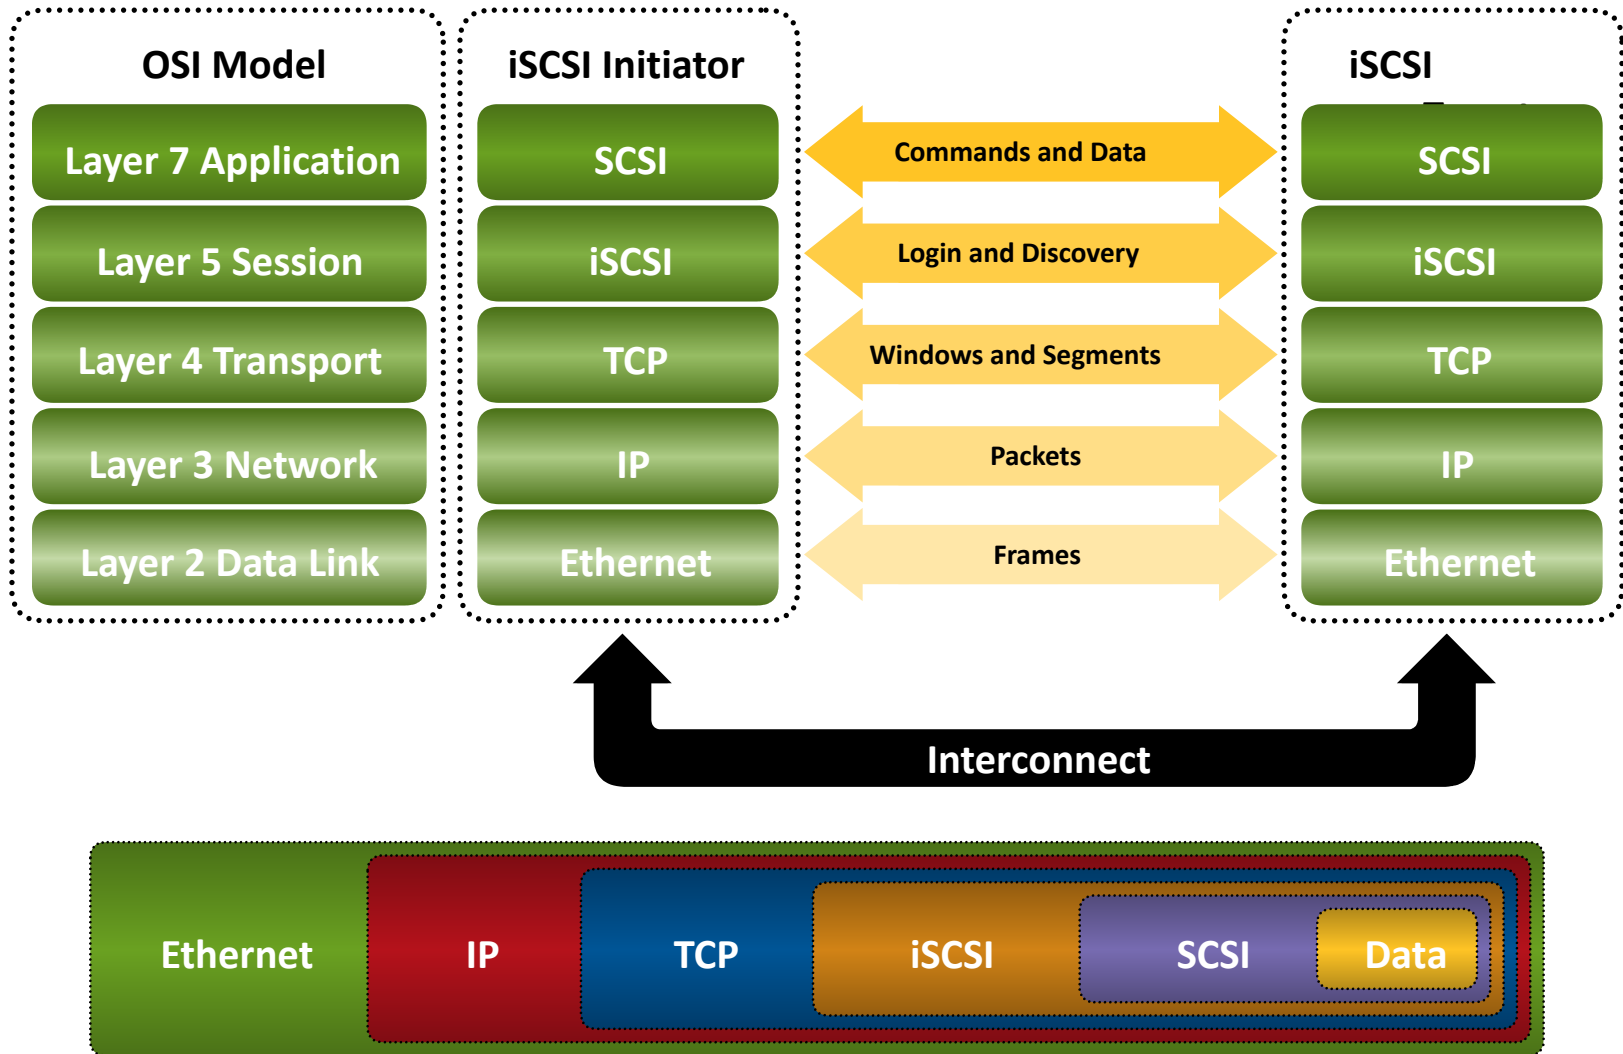 OSI Model
iSCSI Initiator
iSCSI
Layer 7 Application
SCSI
Commands and Data
SCSI
Layer 5 Session
iSCSI
Login and Discovery
iSCSI
Layer 4 Transport
TCP
Windows and Segments
TCP
Layer 3 Network
IP
Packets
IP
Layer 2 Data Link
Ethernet
Frames
Ethernet
Interconnect
Ethernet
IP
TCP
iSCSI
SCSI
Data